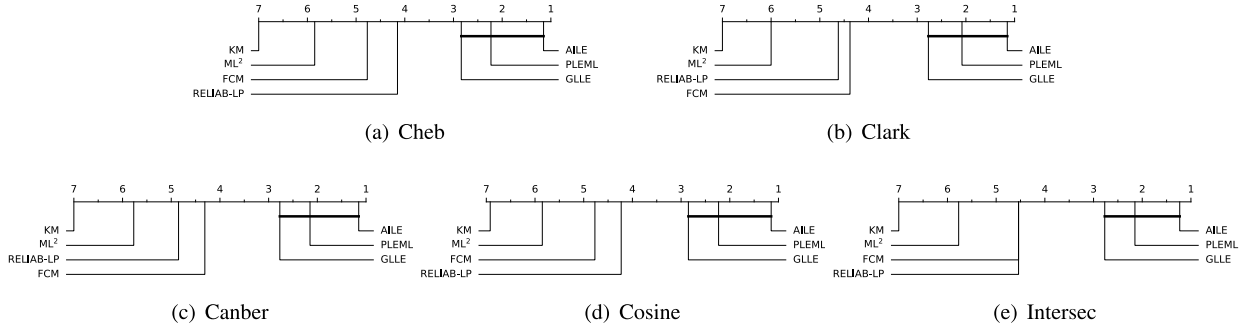 7 6 5 4 3 2 1
KM
ML²
FCM
RELIAB-LP
AILE
PLEML
GLLE
(a) Cheb
7 6 5 4 3 2 1
KM
ML²
RELIAB-LP
FCM
AILE
PLEML
GLLE
(b) Clark
7 6 5 4 3 2 1
KM
ML²
RELIAB-LP
FCM
AILE
PLEML
GLLE
(c) Canber
7 6 5 4 3 2 1
KM
ML²
FCM
RELIAB-LP
AILE
PLEML
GLLE
(d) Cosine
7 6 5 4 3 2 1
KM
ML²
FCM
RELIAB-LP
AILE
PLEML
GLLE
(e) Intersec